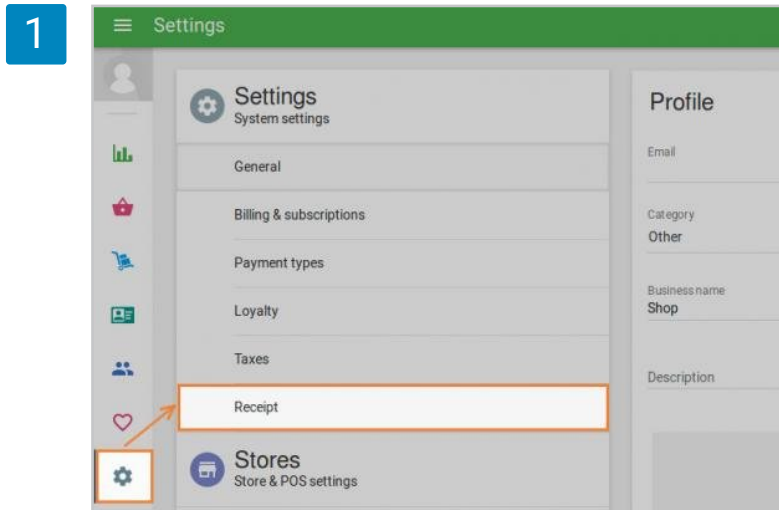 1
Settings
Settings
System settings
General
Billing & subscriptions
Payment types
Loyalty
Taxes
Receipt
Stores
Store & POS settings
Profile
Email
Category
Other
Business name
Shop
Description